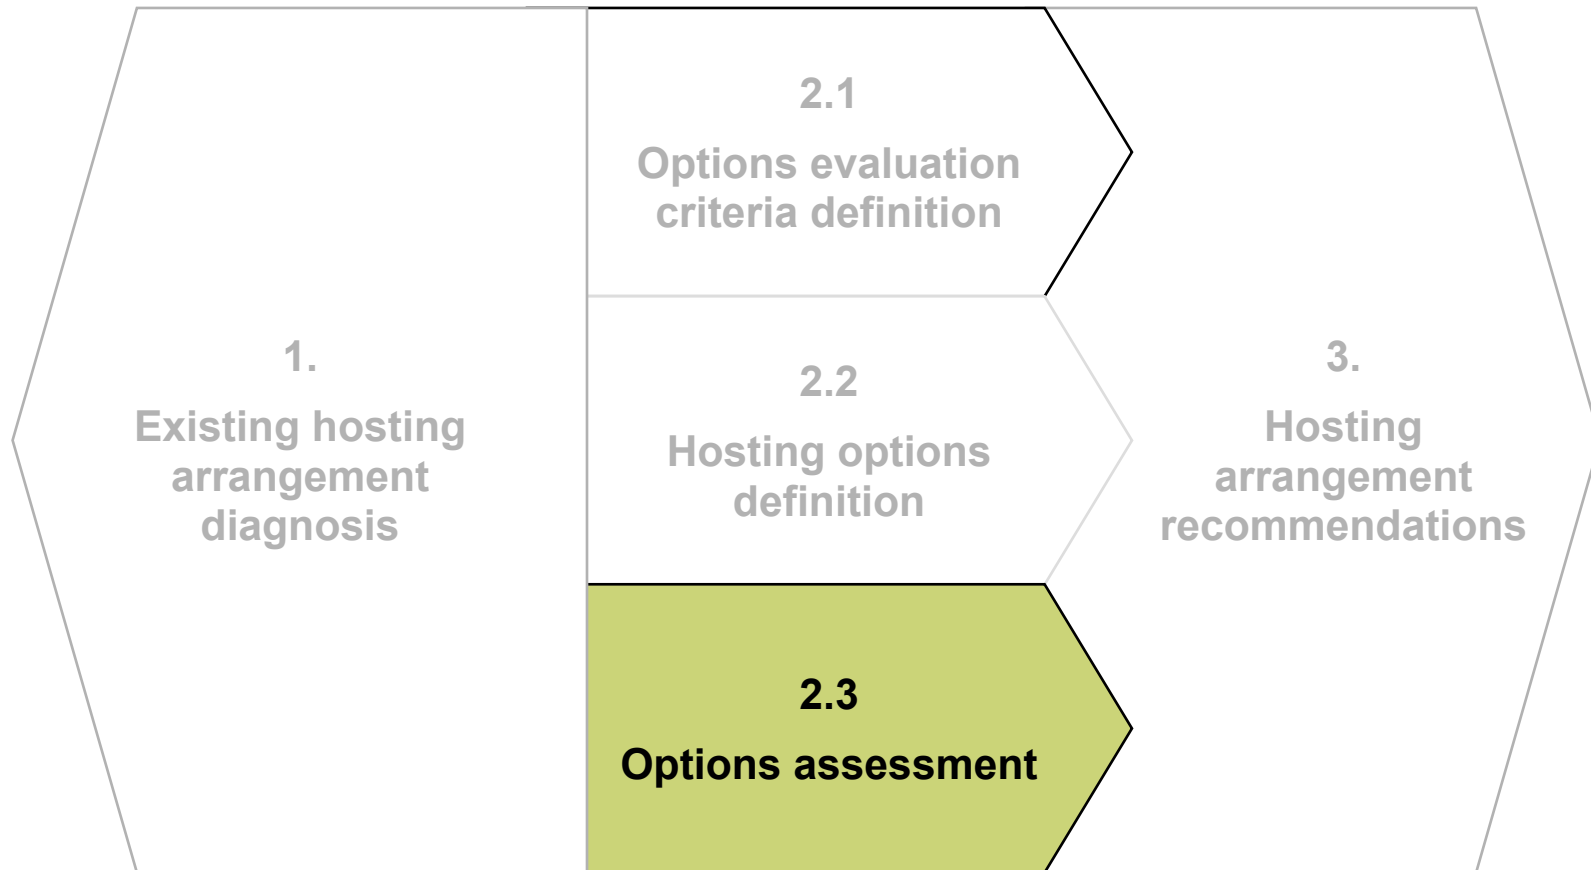 1.
Existing hosting
arrangement
diagnosis
2.1
Options evaluation
criteria definition
2.2
Hosting options
definition
2.3
Options assessment
3.
Hosting
arrangement
recommendations